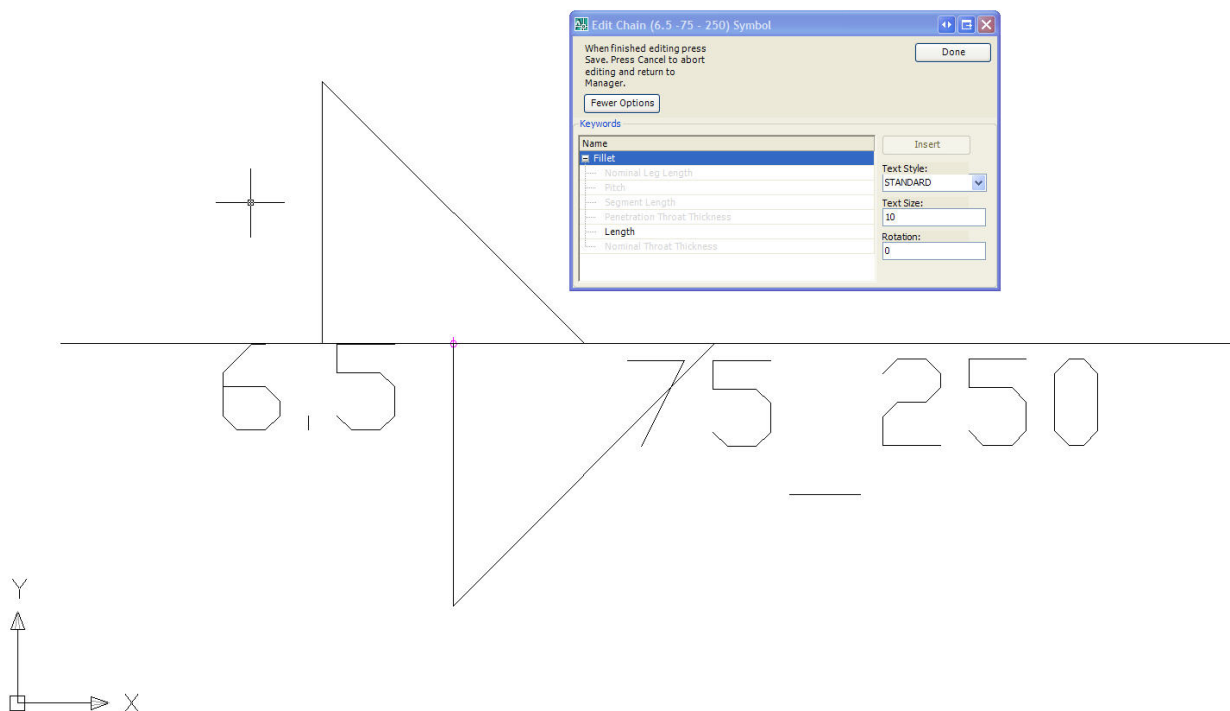 Edit Chain (6.5 -75 - 250) Symbol
When finished editing press
Save. Press Cancel to abort
editing and return to
Manager.
Done
Fewer Options
Keywords
Name
Insert
Fillet
Nominal Leg Length
Pitch
Segment Length
Penetration Throat Thickness
Length
Nominal Throat Thickness
Text Style:
STANDARD
Text Size:
10
Rotation:
0
6.5 75_250
Y
X